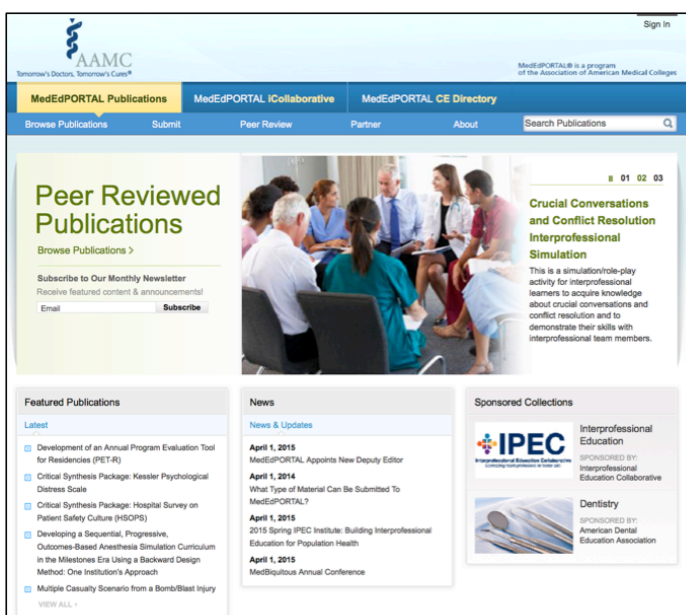 Sign In
AAMC
Tomorrow's Doctors, Tomorrow's Cures®
MedEdPORTAL® is a program
of the Association of American Medical Colleges
MedEdPORTAL Publications
MedEdPORTAL iCollaborative
MedEdPORTAL CE Directory
Browse Publications
Submit
Peer Review
Partner
About
Search Publications
Peer Reviewed
Publications
Browse Publications >
Subscribe to Our Monthly Newsletter
Receive featured content & announcements!
Email
Subscribe
01 02 03
Crucial Conversations
and Conflict Resolution
Interprofessional
Simulation
This is a simulation/role-play
activity for interprofessional
learners to acquire knowledge
about crucial conversations and
conflict resolution and to
demonstrate their skills with
interprofessional team members.
Featured Publications
Latest
Development of an Annual Program Evaluation Tool
for Residencies (PET-R)
Critical Synthesis Package: Kessler Psychological
Distress Scale
Critical Synthesis Package: Hospital Survey on
Patient Safety Culture (HSOPS)
Developing a Sequential, Progressive,
Outcomes-Based Anesthesia Simulation Curriculum
in the Milestones Era Using a Backward Design
Method: One Institution's Approach
Multiple Casualty Scenario from a Bomb/Blast Injury
VIEW ALL ›
News
News & Updates
April 1, 2015
MedEdPORTAL Appoints New Deputy Editor
April 1, 2014
What Type of Material Can Be Submitted To
MedEdPORTAL?
April 1, 2015
2015 Spring IPEC Institute: Building Interprofessional
Education for Population Health
April 1, 2015
MedBiquitous Annual Conference
Sponsored Collections
IPEC
Interprofessional Education Collaborative
Interprofessional
Education
SPONSORED BY:
Interprofessional
Education Collaborative
Dentistry
SPONSORED BY:
American Dental
Education Association